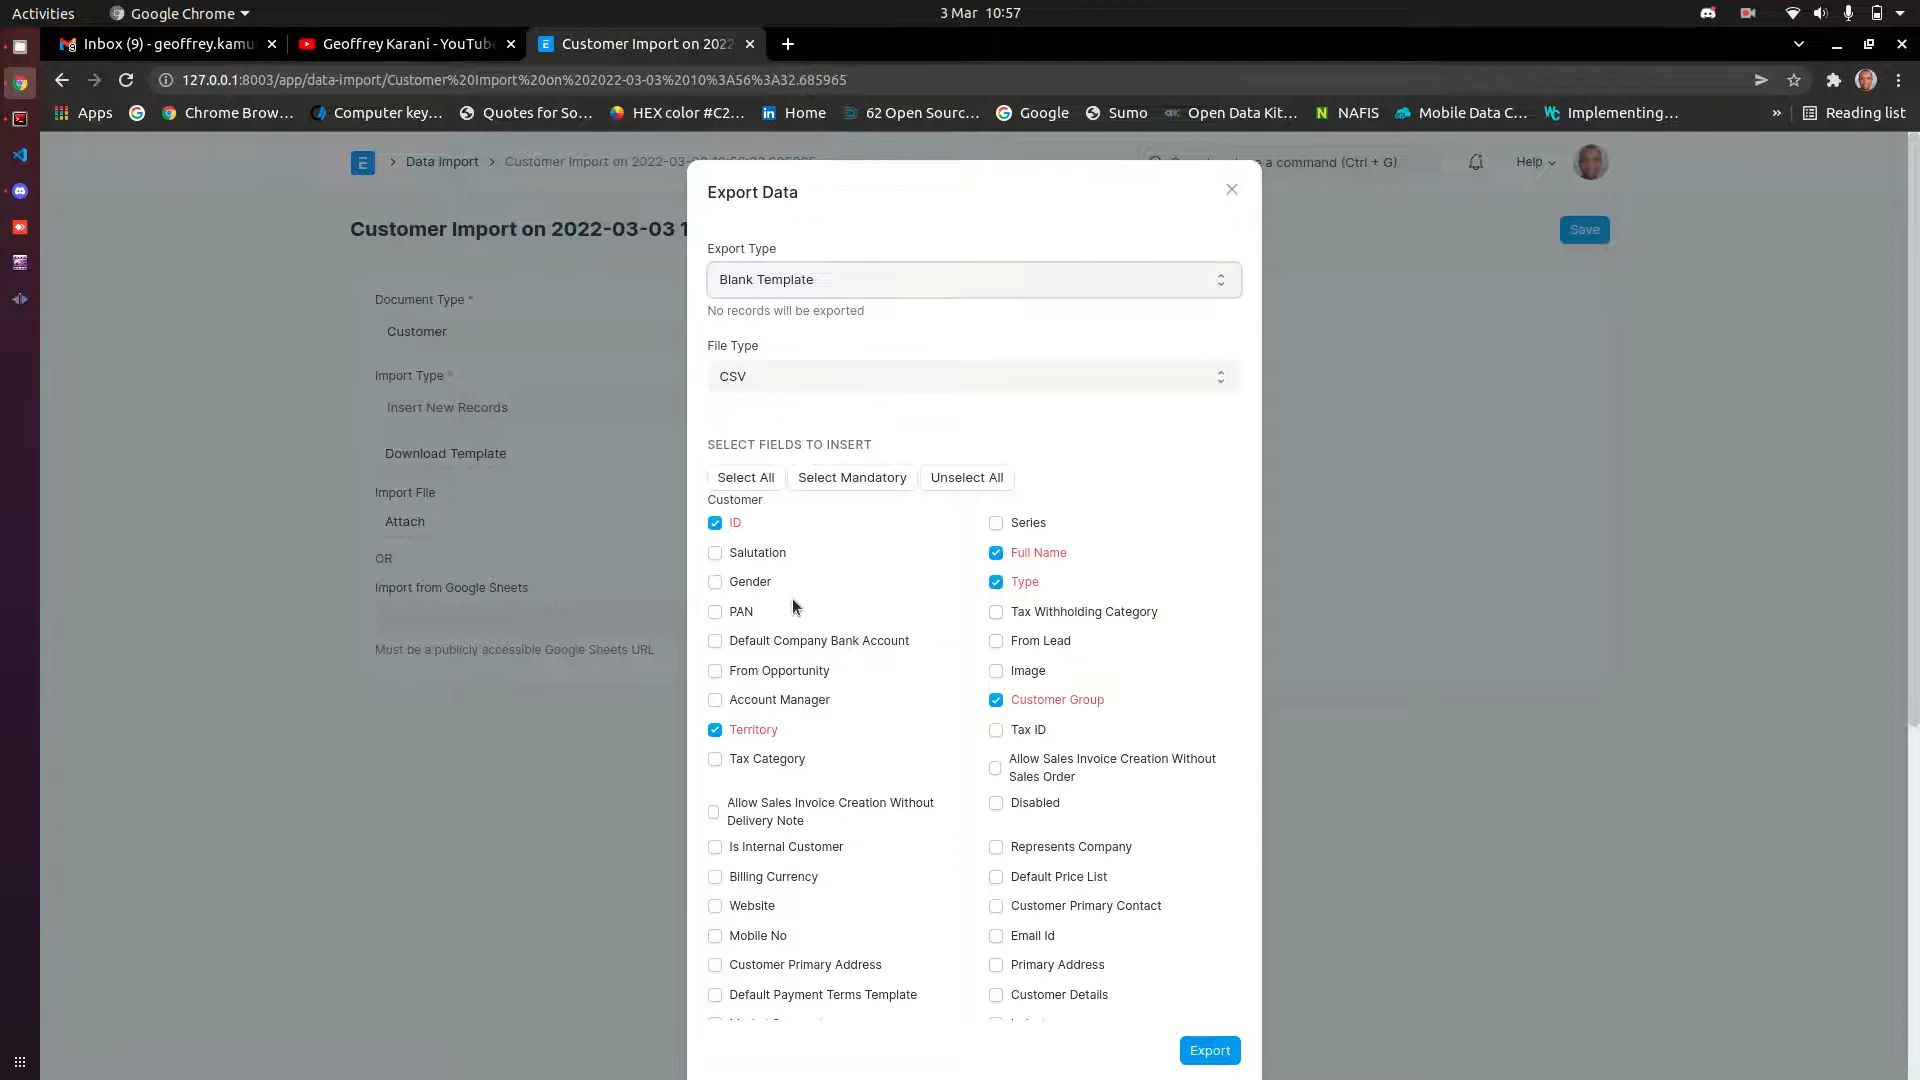 Activities
Google Chrome
3 Mar 10:57
Inbox (9) - geoffrey.kamu
Geoffrey Karani - YouTub
Customer Import on 2022
127.0.0.1:8003/app/data-import/Customer%20Import%20on%202022-03-03%2010%3A56%3A32.685965
Apps
Chrome Brow...
Computer key...
Quotes for So...
HEX color #C2...
Home
62 Open Sourc...
Google
Sumo
Open Data Kit...
NAFIS
Mobile Data C...
Implementing...
»
Reading list
E
Data Import
Customer Import on 2022-03-0
a command (Ctrl + G)
Help
Customer Import on 2022-03-03 1
Save
Document Type *
Customer
Import Type *
Insert New Records
Download Template
Import File
Attach
OR
Import from Google Sheets
Must be a publicly accessible Google Sheets URL
Export Data
Export Type
Blank Template
No records will be exported
File Type
CSV
SELECT FIELDS TO INSERT
Select All
Select Mandatory
Unselect All
Customer
ID
Series
Salutation
Full Name
Gender
Type
PAN
Tax Withholding Category
Default Company Bank Account
From Lead
From Opportunity
Image
Account Manager
Customer Group
Territory
Tax ID
Tax Category
Allow Sales Invoice Creation Without
Sales Order
Allow Sales Invoice Creation Without
Delivery Note
Disabled
Is Internal Customer
Represents Company
Billing Currency
Default Price List
Website
Customer Primary Contact
Mobile No
Email Id
Customer Primary Address
Primary Address
Default Payment Terms Template
Customer Details
Export